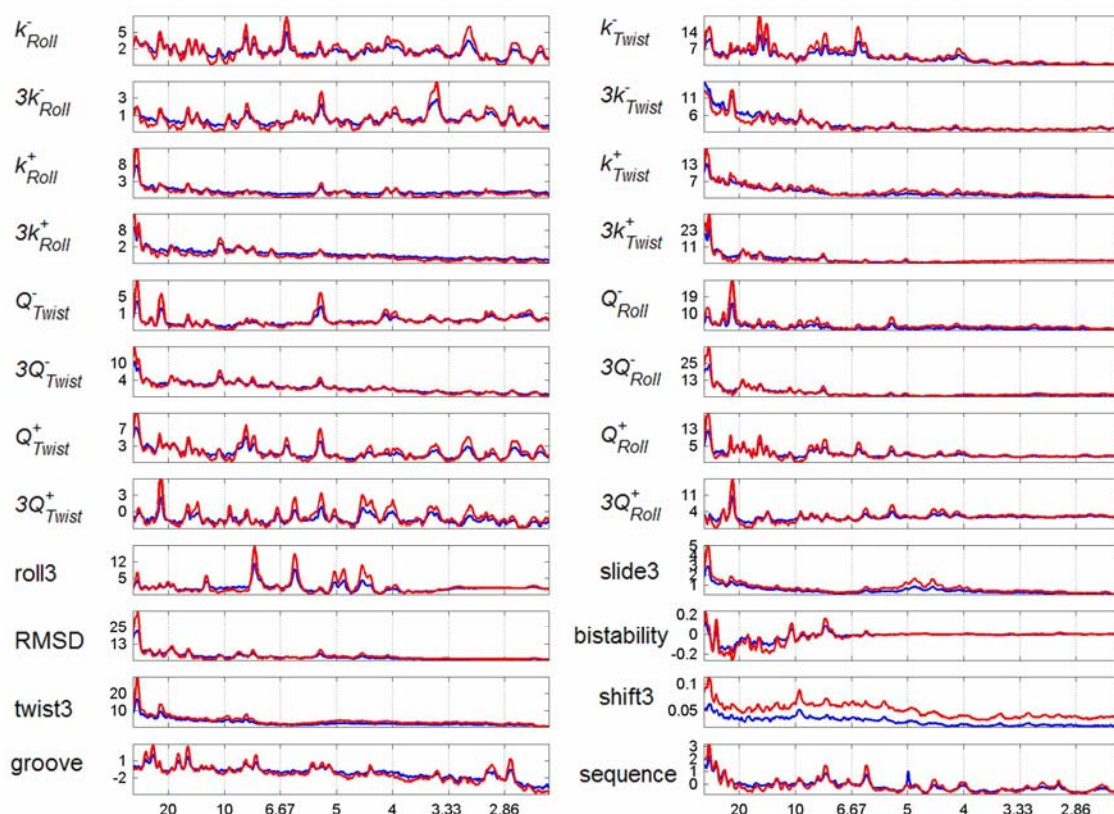 k⁻Roll 5 2
3k⁻Roll 3 1
k⁺Roll 8 3
3k⁺Roll 8 2
Q⁻Twist 5 1
3Q⁻Twist 10 4
Q⁺Twist 7 3
3Q⁺Twist 3 0
roll3 12 5
RMSD 25 13
twist3 20 10
groove 1 -2
20 10 6.67 5 4 3.33 2.86
k⁻Twist 14 7
3k⁻Twist 11 6
k⁺Twist 13 7
3k⁺Twist 23 11
Q⁻Roll 19 10
3Q⁻Roll 25 13
Q⁺Roll 13 5
3Q⁺Roll 11 4
slide3 5 4 3 2 1
bistability 0.2 0 -0.2
shift3 0.1 0.05
sequence 3 2 1 0
20 10 6.67 5 4 3.33 2.86